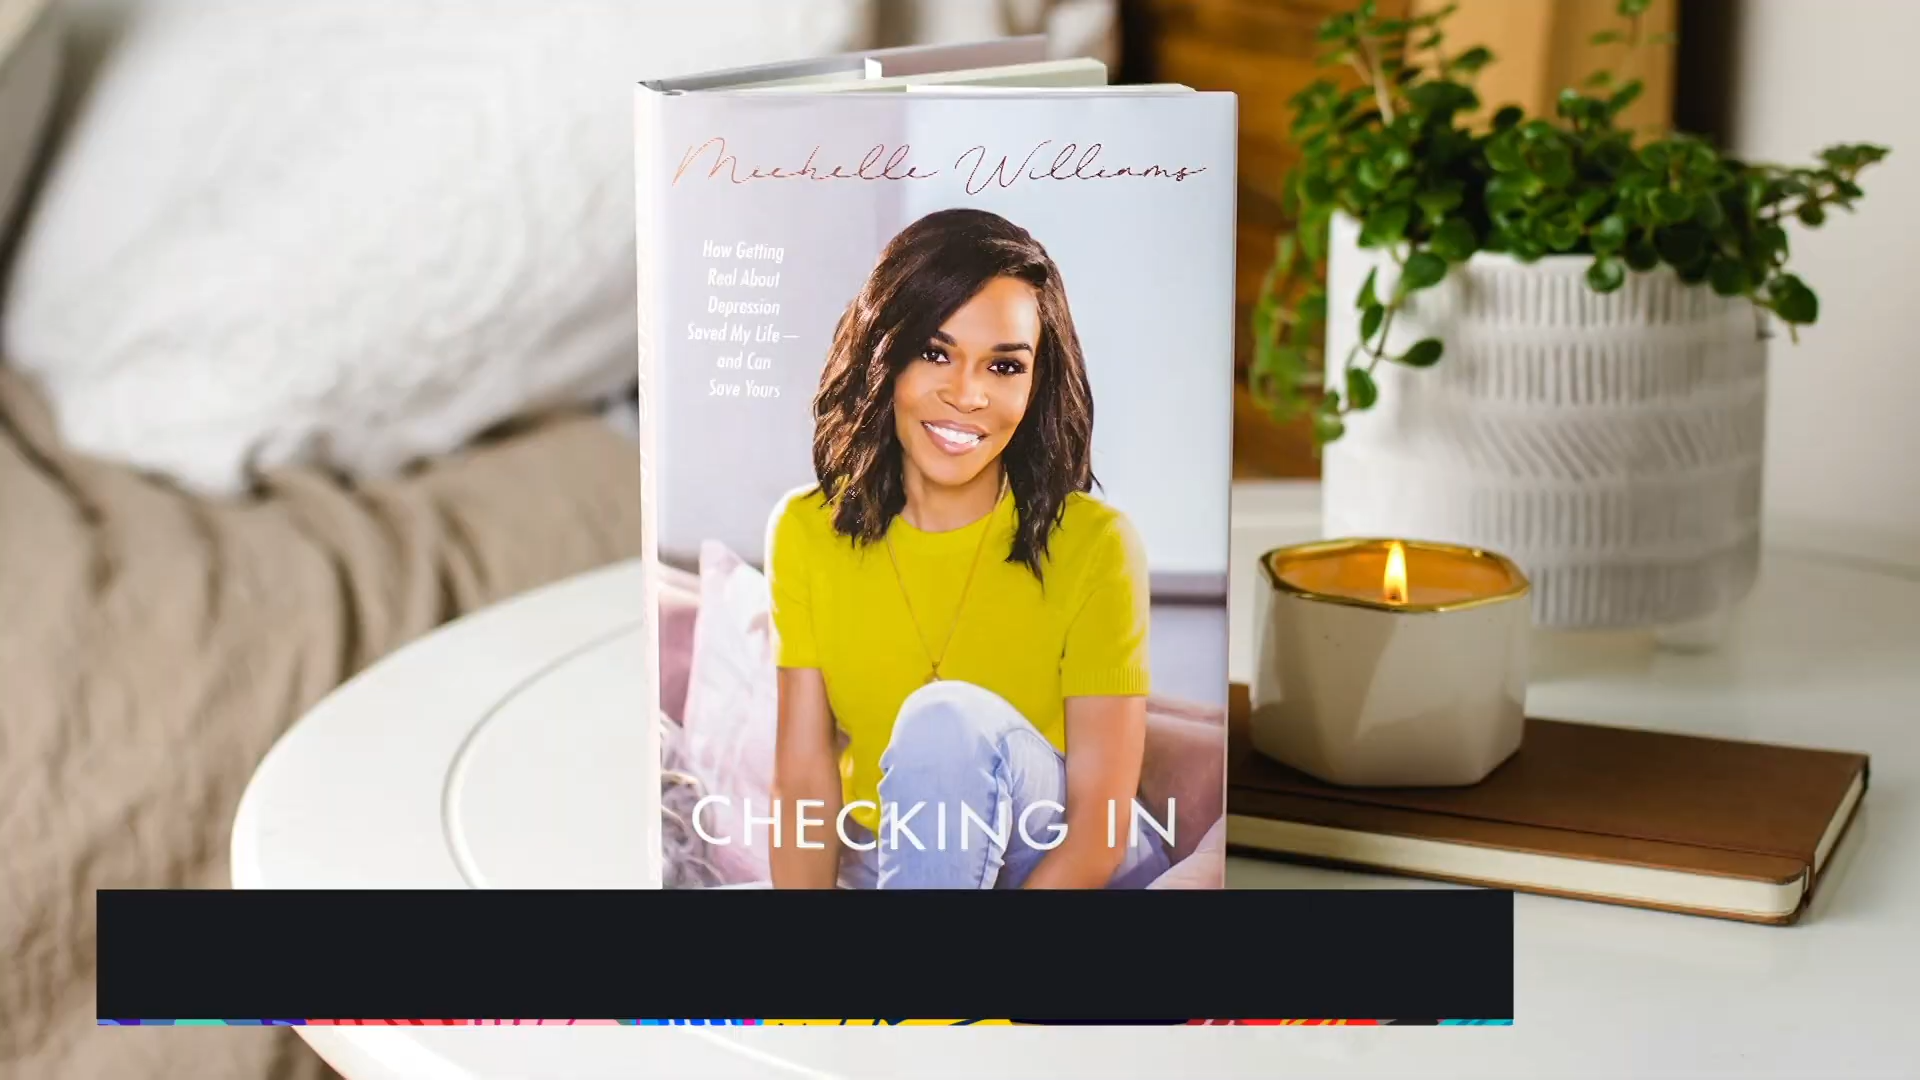 Michelle Williams
How Getting
Real About
Depression
Saved My Life—
and Can
Save Yours
CHECKING IN